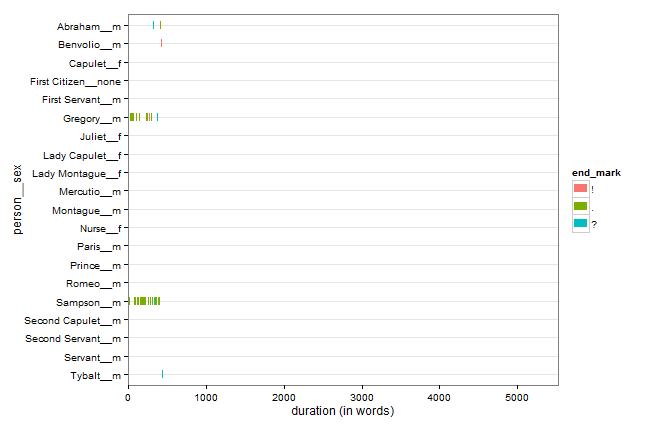 Abraham__m
Benvolio__m
Capulet__f
First Citizen__none
First Servant__m
Gregory__m
Juliet__f
Lady Capulet__f
Lady Montague__f
Mercutio__m
Montague__m
Nurse__f
Paris__m
Prince__m
Romeo__m
Sampson__m
Second Capulet__m
Second Servant__m
Servant__m
Tybalt__m
person__sex
0 1000 2000 3000 4000 5000
duration (in words)
end_mark
!
.
?